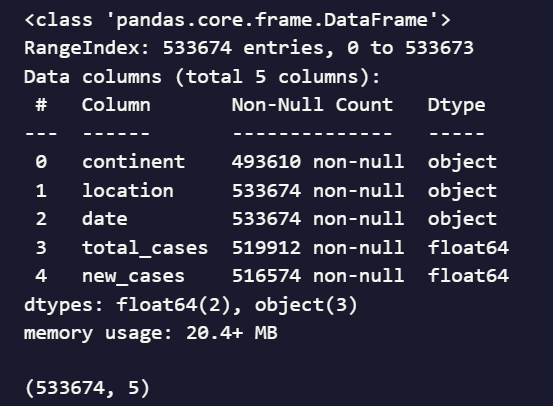 <class 'pandas.core.frame.DataFrame'>
RangeIndex: 533674 entries, 0 to 533673
Data columns (total 5 columns):
 #   Column       Non-Null Count   Dtype
---  ------       --------------   -----
 0   continent    493610 non-null  object
 1   location     533674 non-null  object
 2   date         533674 non-null  object
 3   total_cases  519912 non-null  float64
 4   new_cases    516574 non-null  float64
dtypes: float64(2), object(3)
memory usage: 20.4+ MB
(533674, 5)